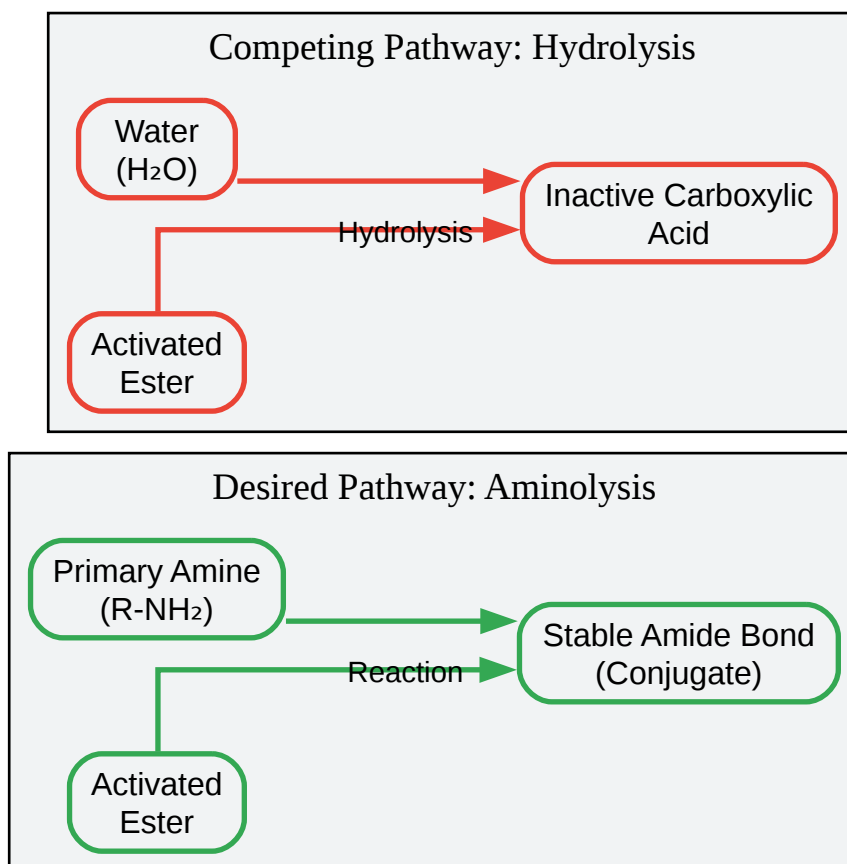 Competing Pathway: Hydrolysis
Water
(H₂O)
Inactive Carboxylic
Acid
Hydrolysis
Activated
Ester
Desired Pathway: Aminolysis
Primary Amine
(R-NH₂)
Stable Amide Bond
(Conjugate)
Reaction
Activated
Ester